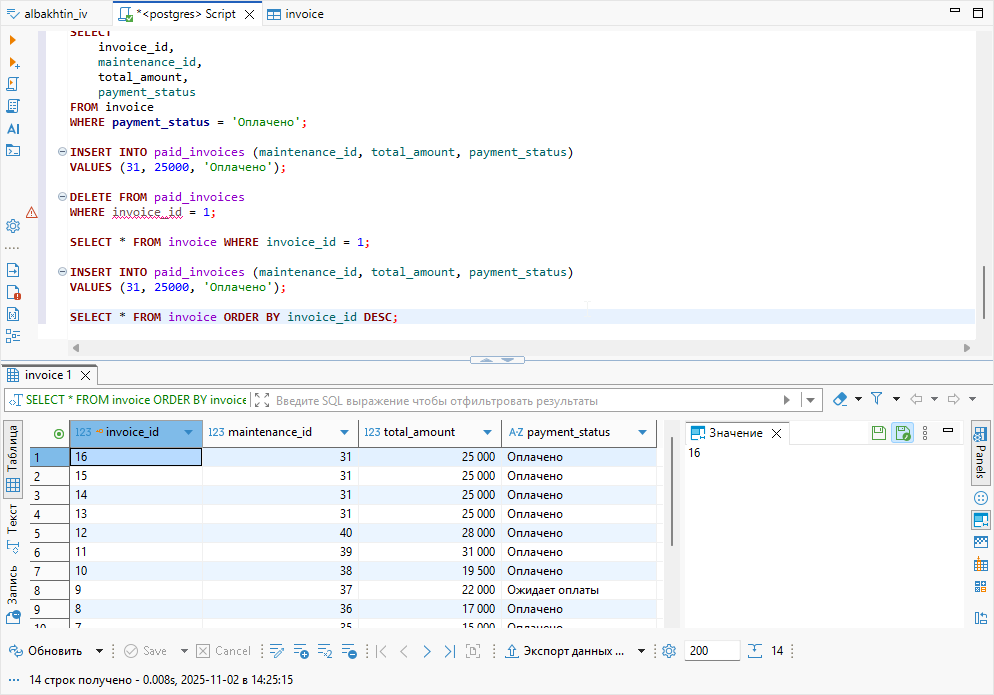 albakhtin_iv
*<postgres> Script
invoice
SELECT
invoice_id,
maintenance_id,
total_amount,
payment_status
FROM invoice
WHERE payment_status = 'Оплачено';
INSERT INTO paid_invoices (maintenance_id, total_amount, payment_status)
VALUES (31, 25000, 'Оплачено');
DELETE FROM paid_invoices
WHERE invoice_id = 1;
SELECT * FROM invoice WHERE invoice_id = 1;
INSERT INTO paid_invoices (maintenance_id, total_amount, payment_status)
VALUES (31, 25000, 'Оплачено');
SELECT * FROM invoice ORDER BY invoice_id DESC;
AI
invoice 1
SELECT * FROM invoice ORDER BY invoice
Введите SQL выражение чтобы отфильтровать результаты
Таблица
Текст
Запись
123 invoice_id 123 maintenance_id 123 total_amount A-Z payment_status
1 16 31 25 000 Оплачено
2 15 31 25 000 Оплачено
3 14 31 25 000 Оплачено
4 13 31 25 000 Оплачено
5 12 40 28 000 Оплачено
6 11 39 31 000 Оплачено
7 10 38 19 500 Оплачено
8 9 37 22 000 Ожидает оплаты
9 8 36 17 000 Оплачено
10 7 35 15 000 Оплачено
Значение
16
Panels
Обновить Save Cancel Экспорт данных ... 200 14
14 строк получено - 0.008s, 2025-11-02 в 14:25:15